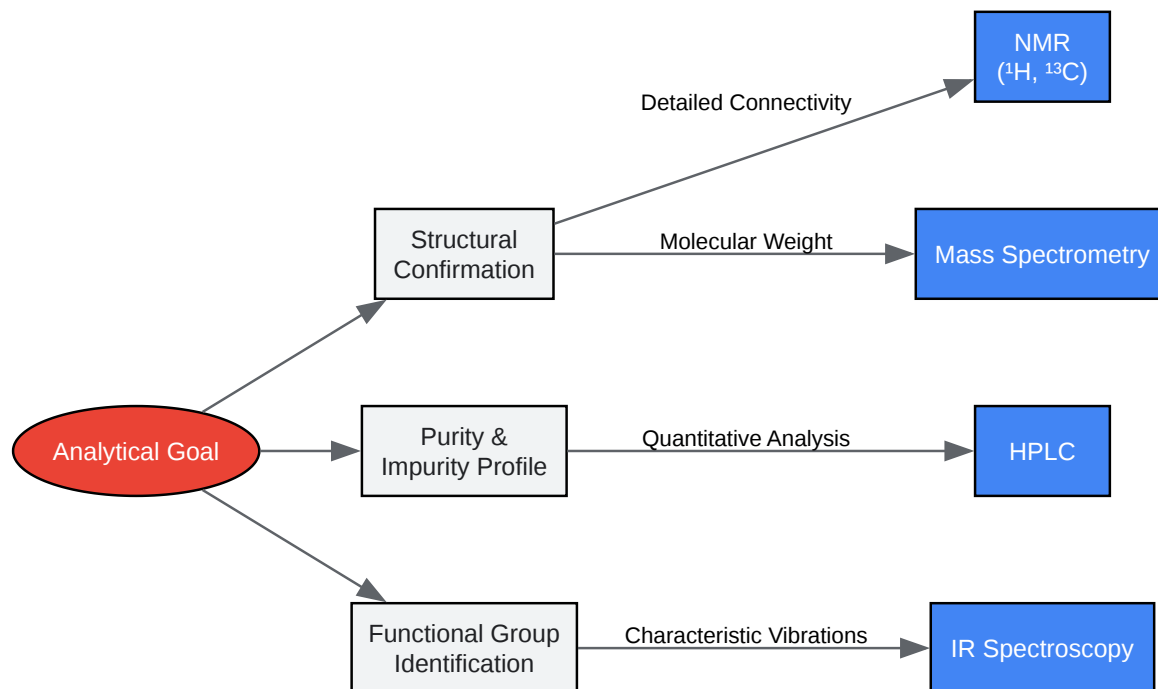 NMR
(¹H, ¹³C)
Detailed Connectivity
Structural
Confirmation
Molecular Weight
Mass Spectrometry
Analytical Goal
Purity &
Impurity Profile
Quantitative Analysis
HPLC
Functional Group
Identification
Characteristic Vibrations
IR Spectroscopy